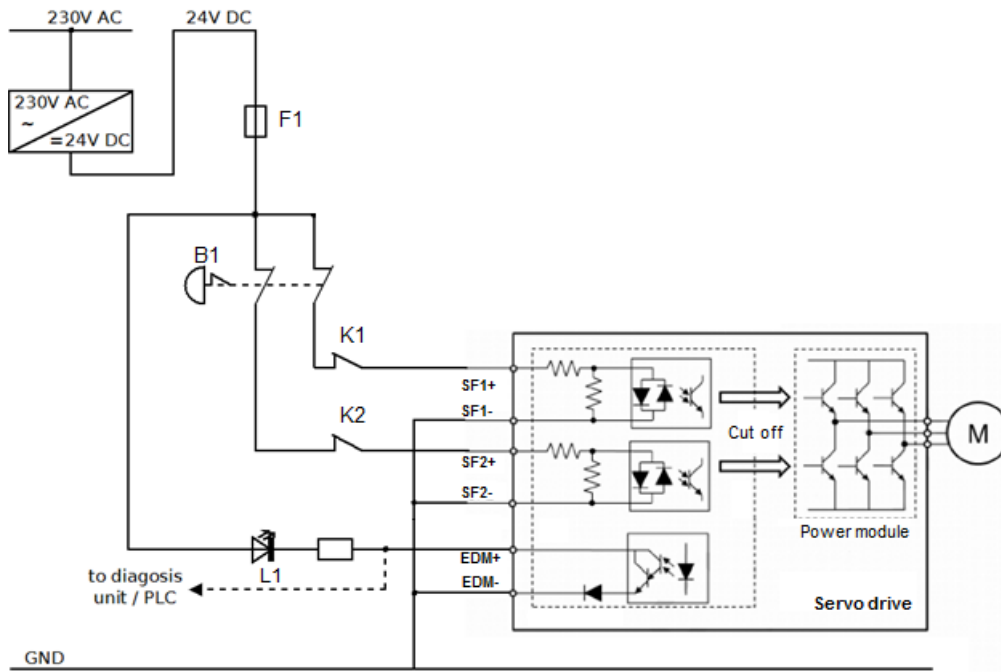 230V AC
24V DC
230V AC
~
=24V DC
F1
B1
K1
K2
SF1+
SF1-
SF2+
SF2-
Cut off
M
Power module
L1
EDM+
EDM-
to diagosis
unit / PLC
Servo drive
GND